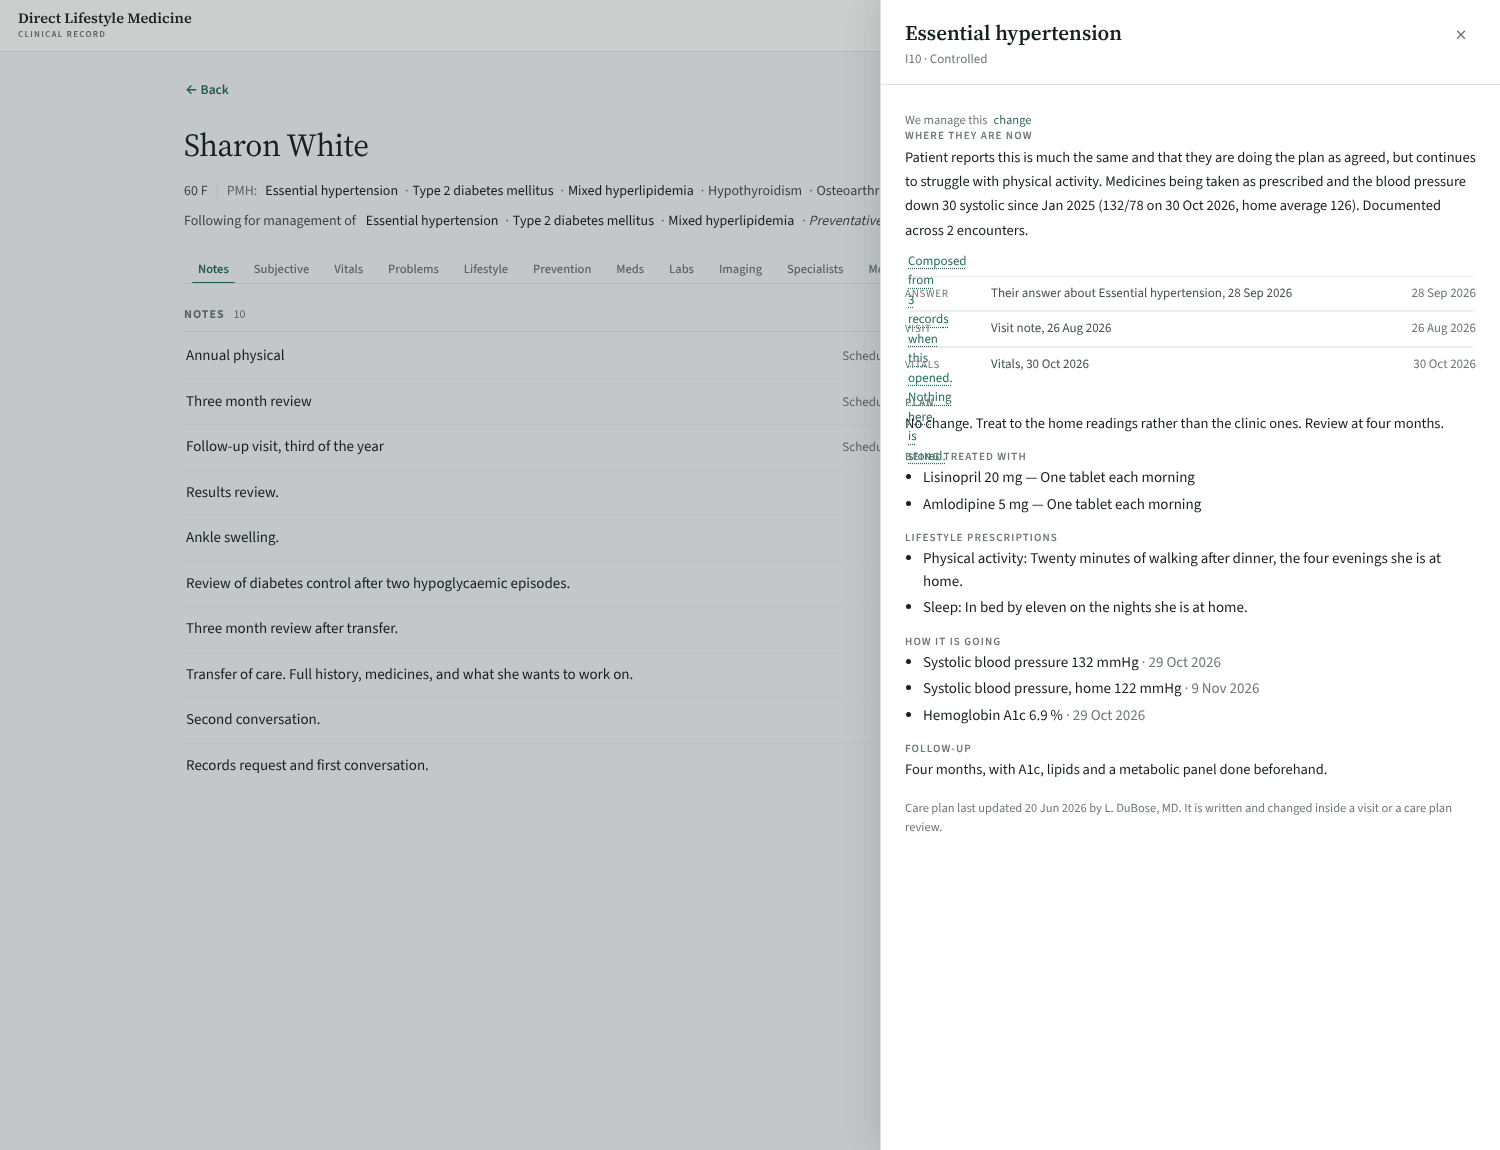 Direct Lifestyle Medicine
CLINICAL RECORD
← Back
Sharon White
60 F | PMH: Essential hypertension · Type 2 diabetes mellitus · Mixed hyperlipidemia · Hypothyroidism · Osteoarthr
Following for management of Essential hypertension · Type 2 diabetes mellitus · Mixed hyperlipidemia · Preventative
Notes Subjective Vitals Problems Lifestyle Prevention Meds Labs Imaging Specialists
NOTES 10
Annual physical Schedu
Three month review Schedu
Follow-up visit, third of the year Schedu
Results review.
Ankle swelling.
Review of diabetes control after two hypoglycaemic episodes.
Three month review after transfer.
Transfer of care. Full history, medicines, and what she wants to work on.
Second conversation.
Records request and first conversation.
Essential hypertension ×
I10 · Controlled
We manage this change
WHERE THEY ARE NOW
Patient reports this is much the same and that they are doing the plan as agreed, but continues
to struggle with physical activity. Medicines being taken as prescribed and the blood pressure
down 30 systolic since Jan 2025 (132/78 on 30 Oct 2026, home average 126). Documented
across 2 encounters.
Composed
from
3
records
when
this
opened.
Nothing
here
is
stored.
ANSWER Their answer about Essential hypertension, 28 Sep 2026 28 Sep 2026
VISIT Visit note, 26 Aug 2026 26 Aug 2026
VITALS Vitals, 30 Oct 2026 30 Oct 2026
PLAN
No change. Treat to the home readings rather than the clinic ones. Review at four months.
BEING TREATED WITH
• Lisinopril 20 mg — One tablet each morning
• Amlodipine 5 mg — One tablet each morning
LIFESTYLE PRESCRIPTIONS
• Physical activity: Twenty minutes of walking after dinner, the four evenings she is at
home.
• Sleep: In bed by eleven on the nights she is at home.
HOW IT IS GOING
• Systolic blood pressure 132 mmHg · 29 Oct 2026
• Systolic blood pressure, home 122 mmHg · 9 Nov 2026
• Hemoglobin A1c 6.9 % · 29 Oct 2026
FOLLOW-UP
Four months, with A1c, lipids and a metabolic panel done beforehand.
Care plan last updated 20 Jun 2026 by L. DuBose, MD. It is written and changed inside a visit or a care plan
review.